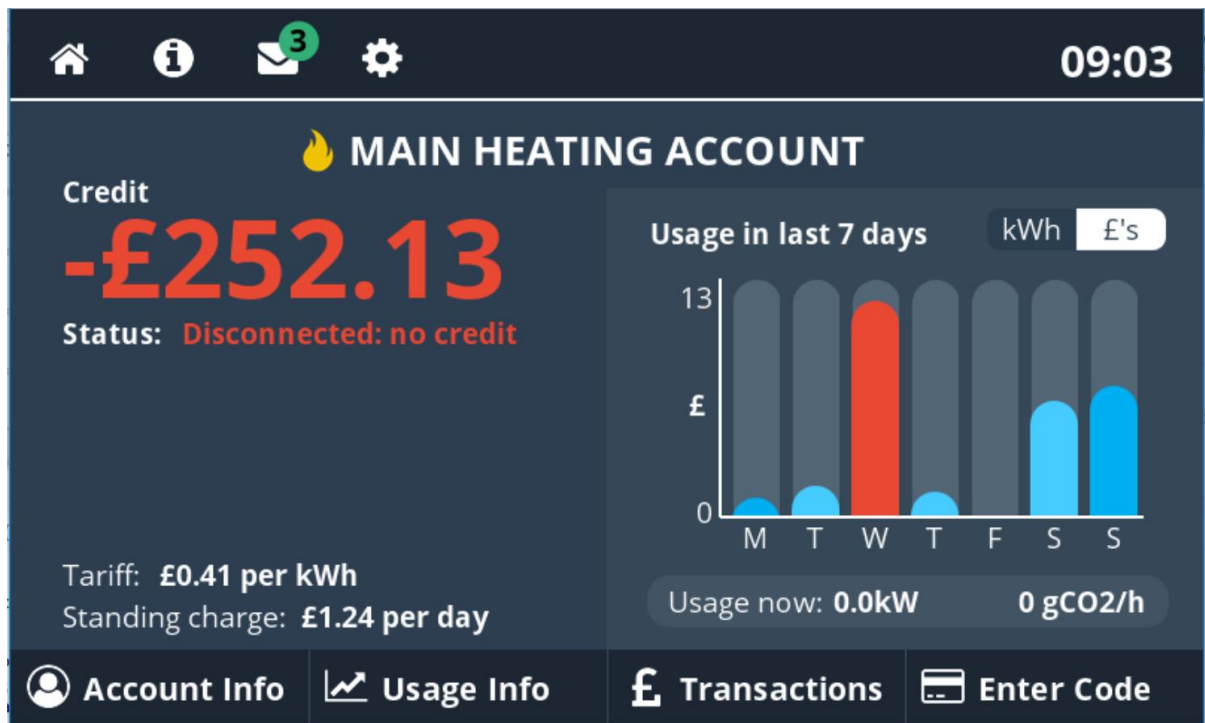 3
09:03
MAIN HEATING ACCOUNT
Credit
-£252.13
Status: Disconnected: no credit
Tariff: £0.41 per kWh
Standing charge: £1.24 per day
Usage in last 7 days
kWh £'s
13
£
0
M T W T F S S
Usage now: 0.0kW 0 gCO2/h
Account Info
Usage Info
£ Transactions
Enter Code